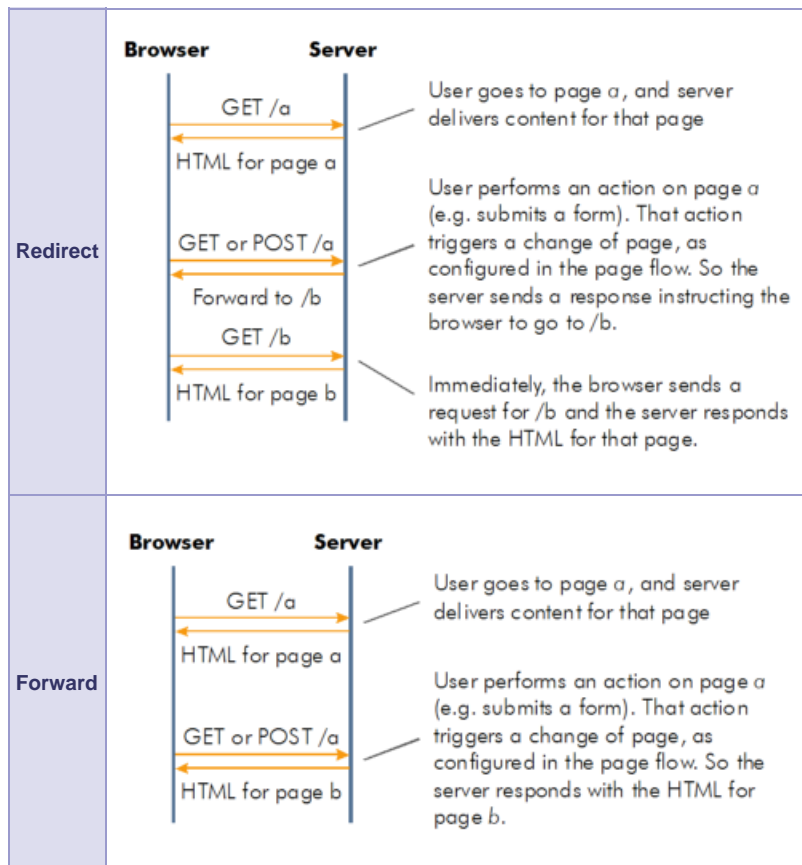 Redirect
Browser
Server
GET /a
HTML for page a
User goes to page a, and server
delivers content for that page
GET or POST /a
Forward to /b
User performs an action on page a
(e.g. submits a form). That action
triggers a change of page, as
configured in the page flow. So the
server sends a response instructing the
browser to go to /b.
GET /b
HTML for page b
Immediately, the browser sends a
request for /b and the server responds
with the HTML for that page.
Forward
Browser
Server
GET /a
HTML for page a
User goes to page a, and server
delivers content for that page
GET or POST /a
HTML for page b
User performs an action on page a
(e.g. submits a form). That action
triggers a change of page, as
configured in the page flow. So the
server responds with the HTML for
page b.